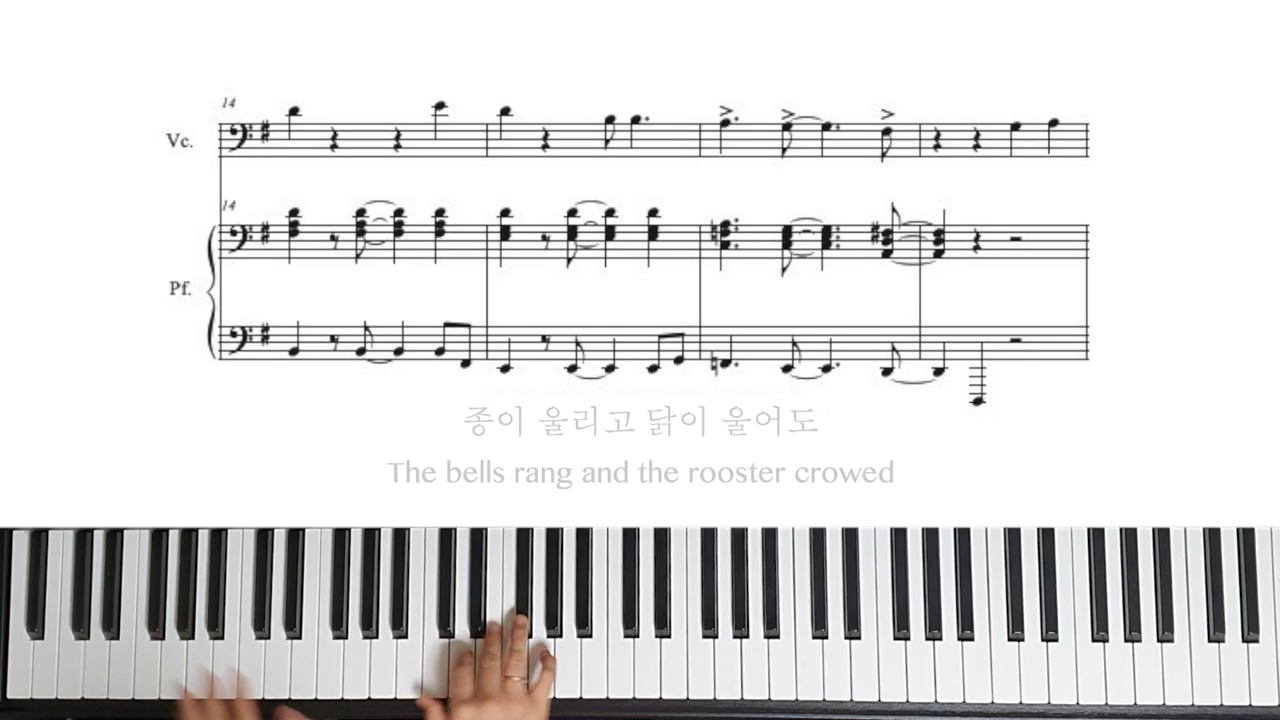 14
Vc.
14
Pf.
종이 울리고 닭이 울어도
The bells rang and the rooster crowed